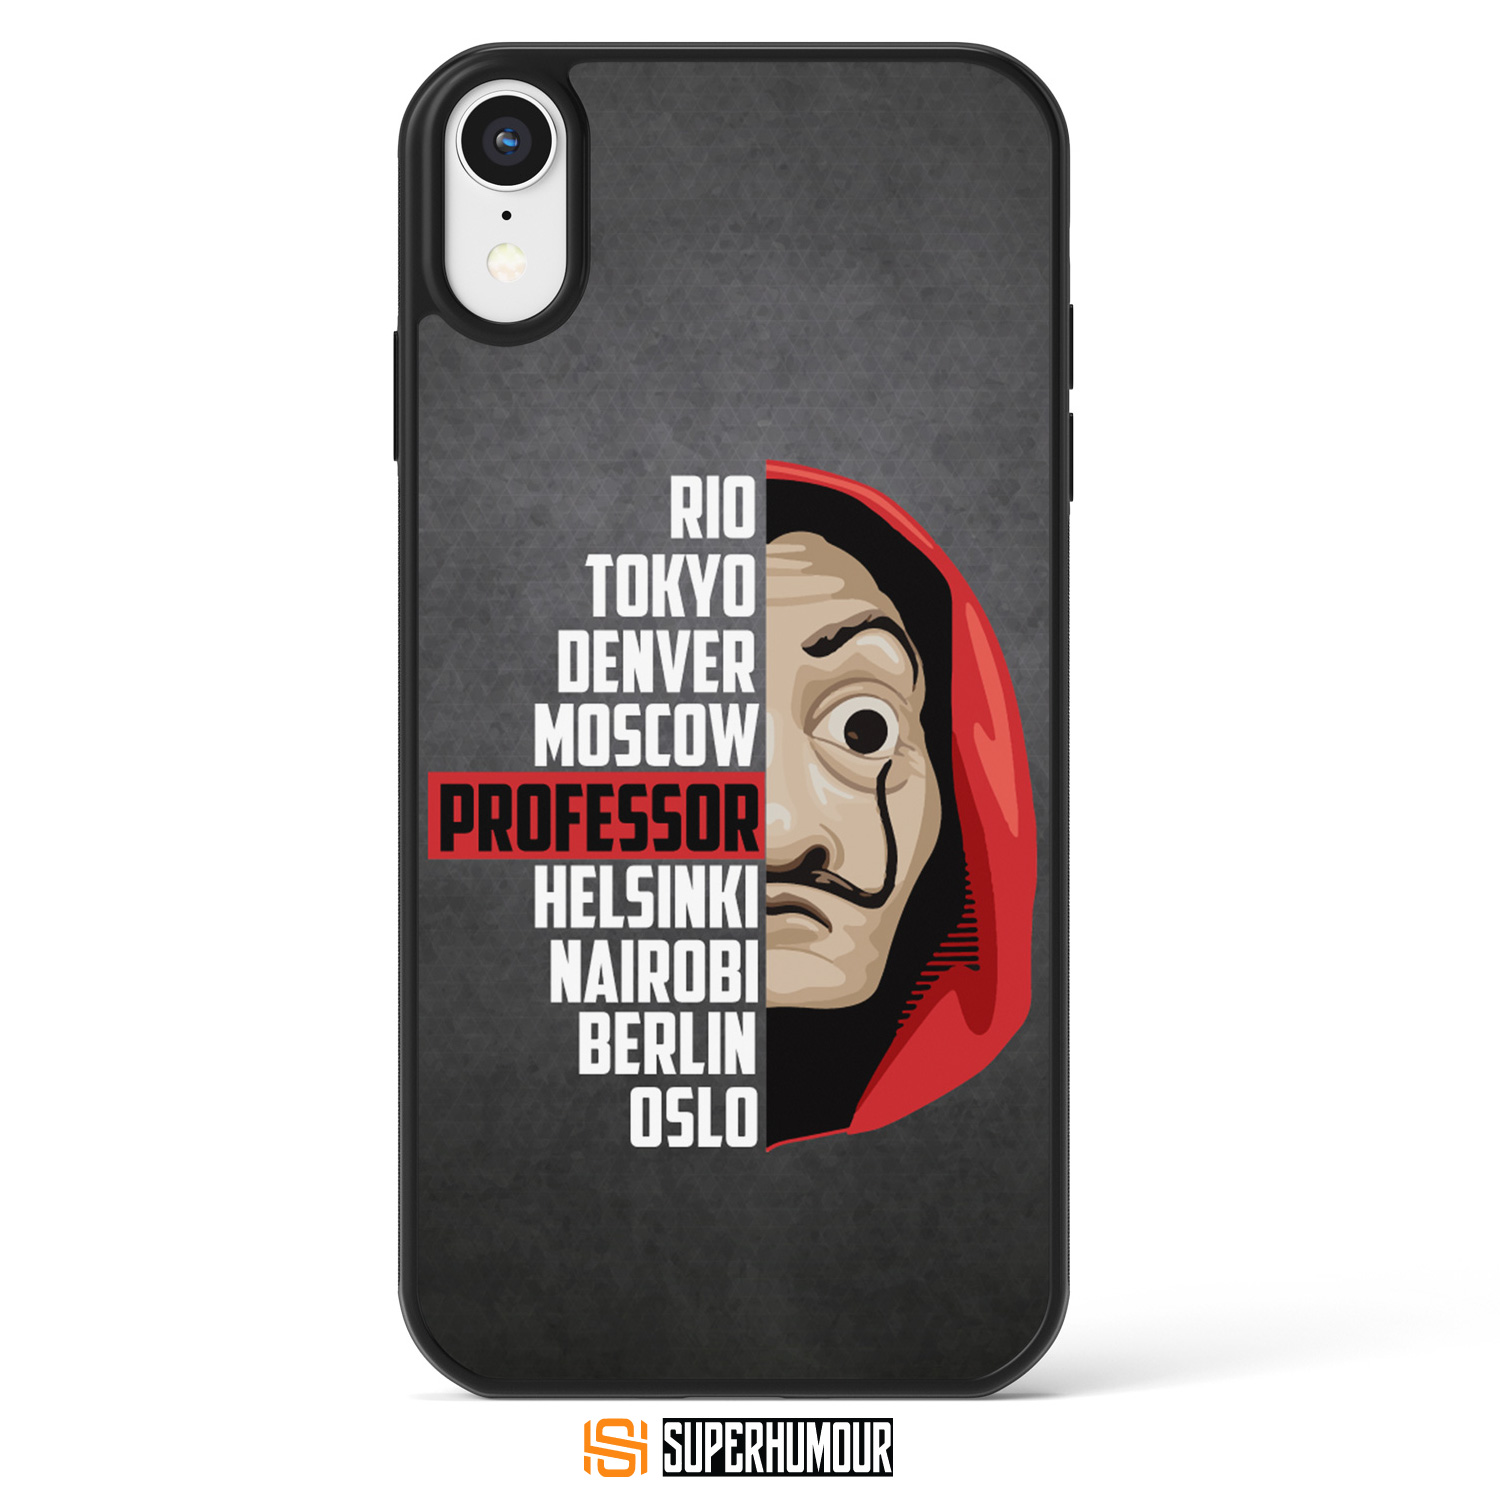 RIO
TOKYO
DENVER
MOSCOW
PROFESSOR
HELSINKI
NAIROBI
BERLIN
OSLO
SUPERHUMOUR